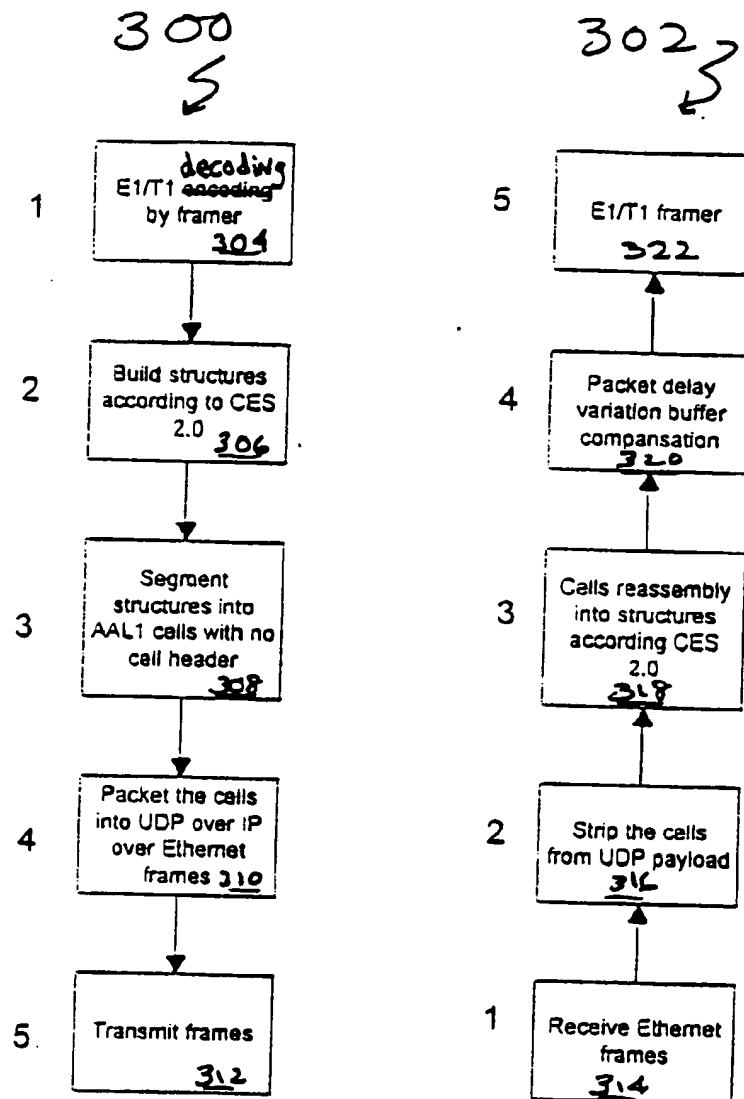 300
1
decoding
E1/T1 encoding
by framer
304
2
Build structures
according to CES
2.0 306
3
Segment
structures into
AAL1 cells with no
cell header
308
4
Packet the cells
into UDP over IP
over Ethernet
frames 310
5.
Transmit frames
312
302
5
E1/T1 framer
322
4
Packet delay
variation buffer
compansation
320
3
Cells reassembly
into structures
according CES
2.0
318
2
Strip the cells
from UDP payload
316
1
Receive Ethernet
frames
314